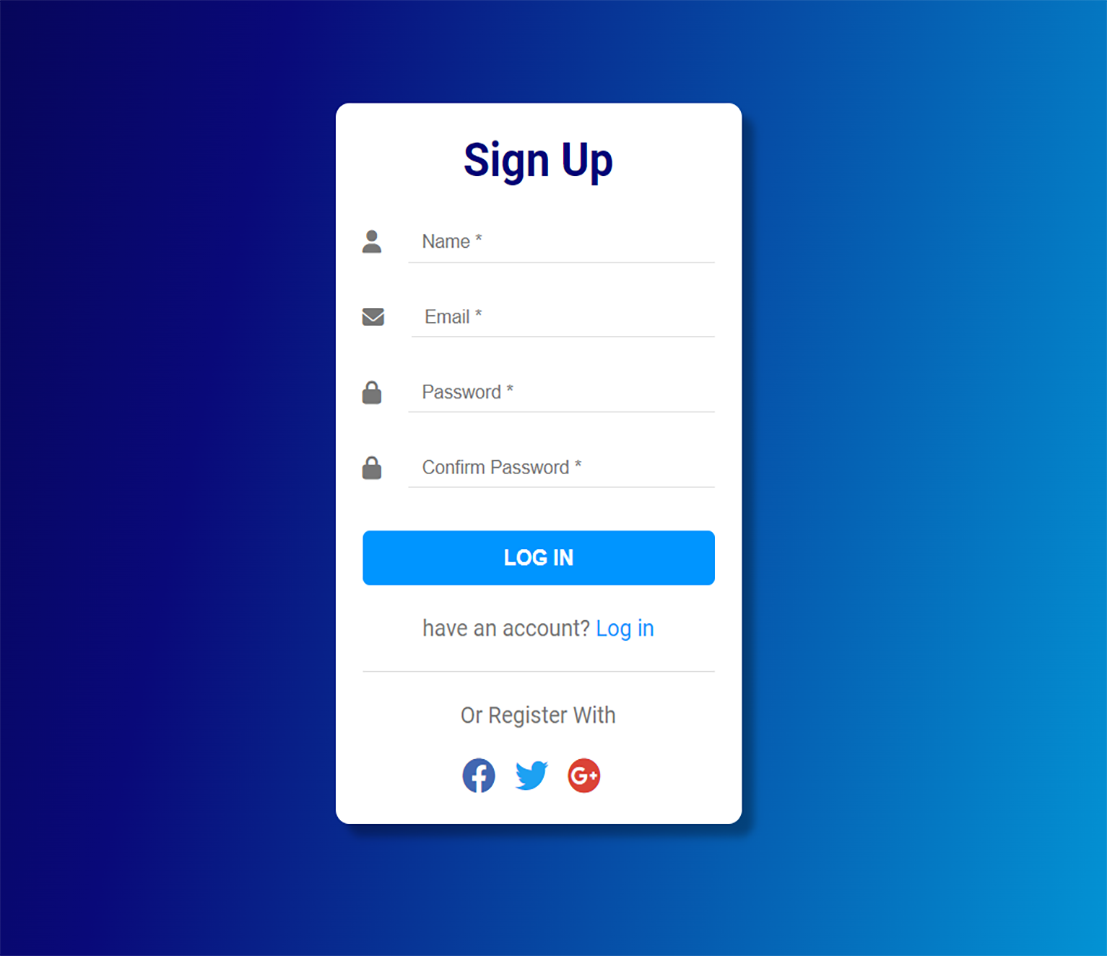 Sign Up
Name *
Email *
Password *
Confirm Password *
LOG IN
have an account? Log in
Or Register With
G+